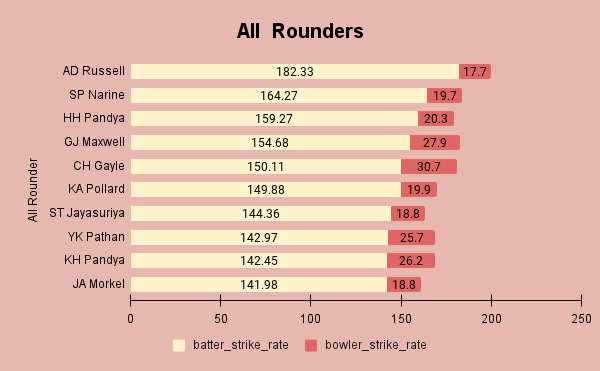 All Rounders
All Rounder
AD Russell 182.33 17.7
SP Narine 164.27 19.7
HH Pandya 159.27 20.3
GJ Maxwell 154.68 27.9
CH Gayle 150.11 30.7
KA Pollard 149.88 19.9
ST Jayasuriya 144.36 18.8
YK Pathan 142.97 25.7
KH Pandya 142.45 26.2
JA Morkel 141.98 18.8
0 50 100 150 200 250
batter_strike_rate bowler_strike_rate